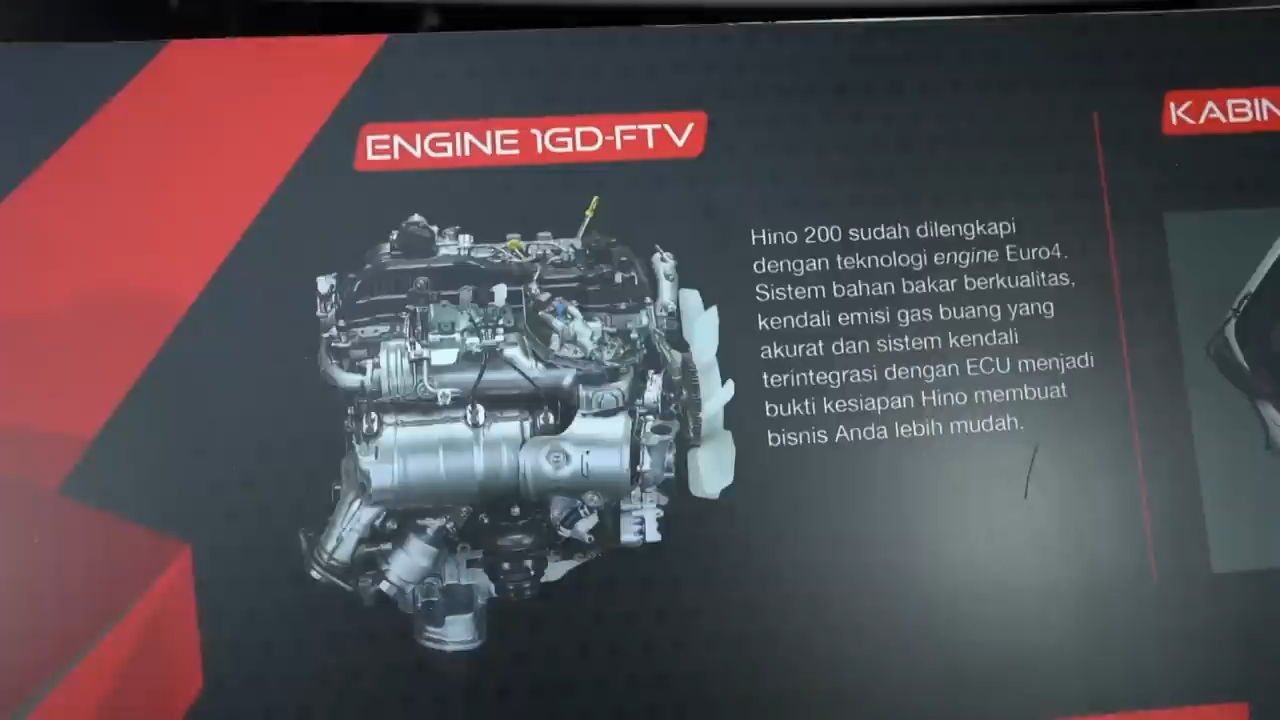 ENGINE 1GD-FTV
Hino 200 sudah dilengkapi
dengan teknologi engine Euro4.
Sistem bahan bakar berkualitas,
kendali emisi gas buang yang
akurat dan sistem kendali
terintegrasi dengan ECU menjadi
bukti kesiapan Hino membuat
bisnis Anda lebih mudah.
KABIN